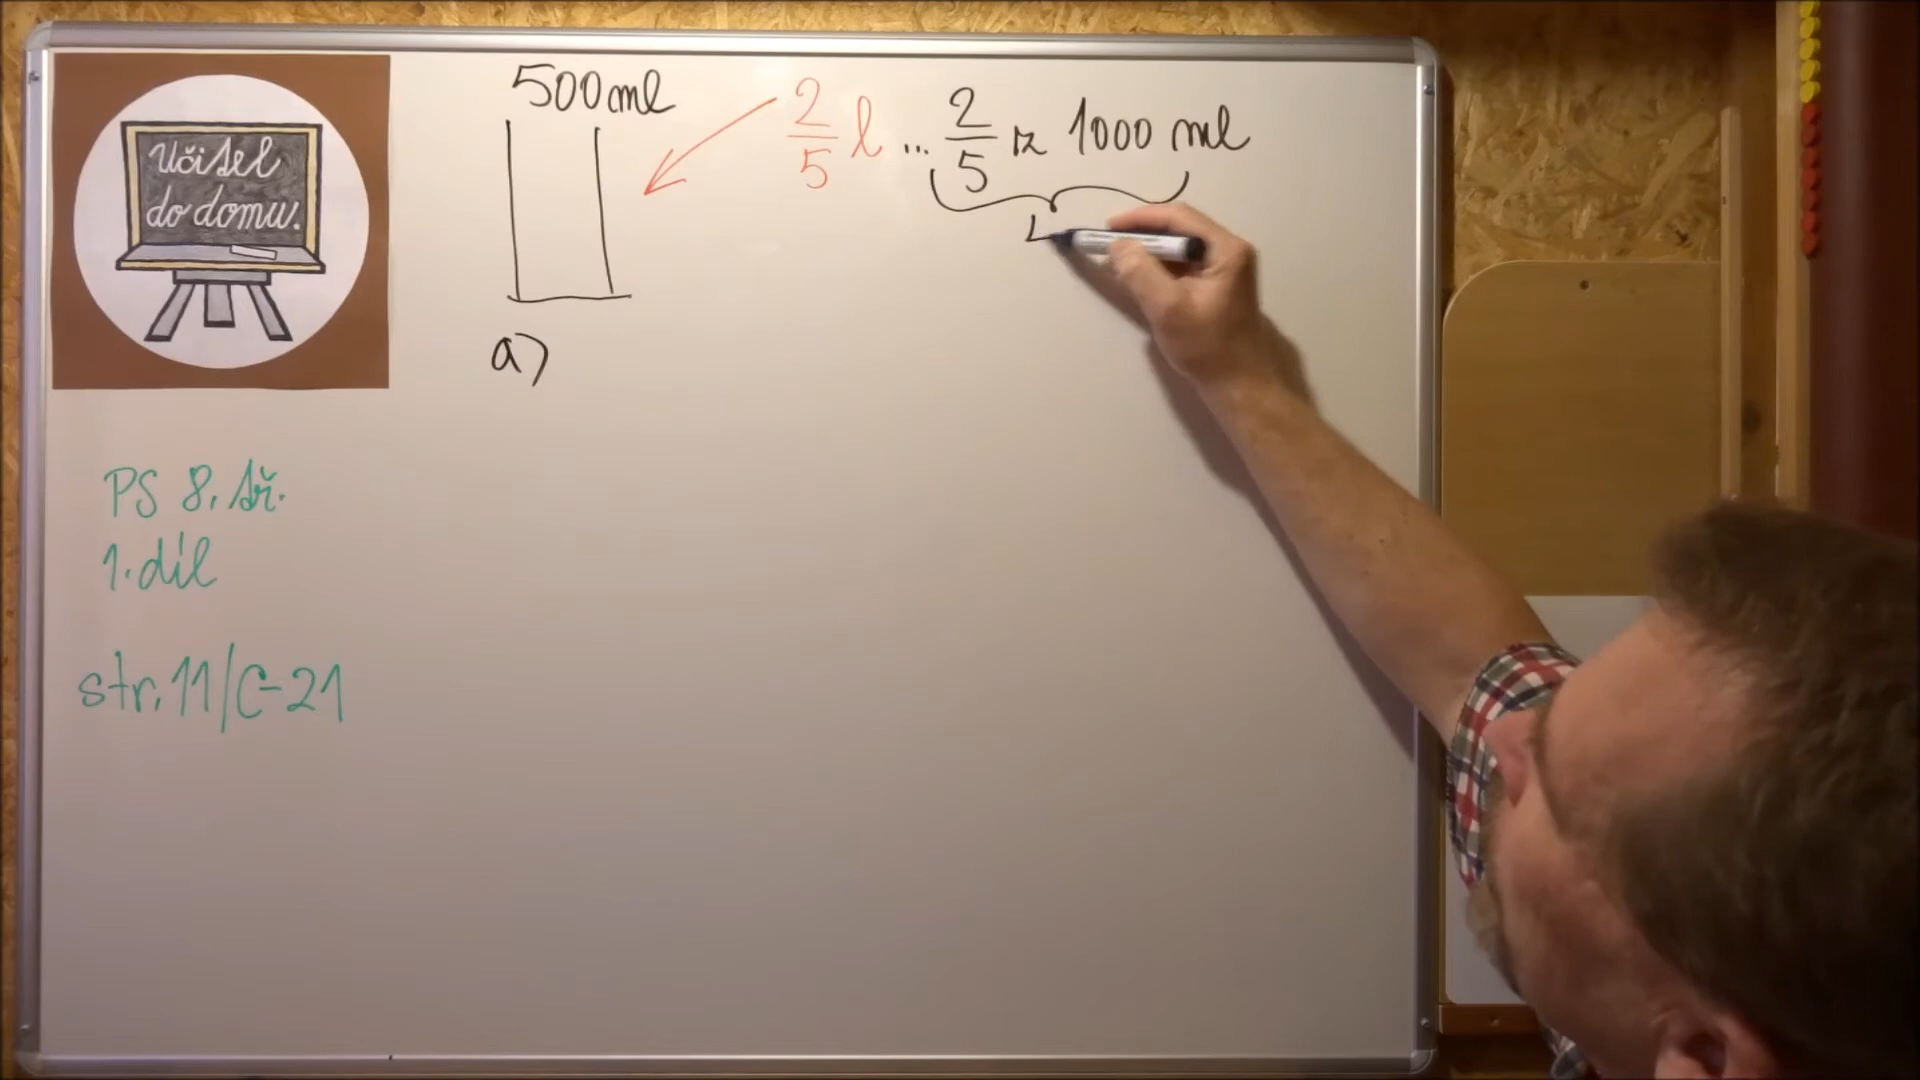 Učitel
do domu.
500 ml
2/5 l ... 2/5 z 1000 ml
a)
PS 8. tř.
1. díl
str. 11/C-21